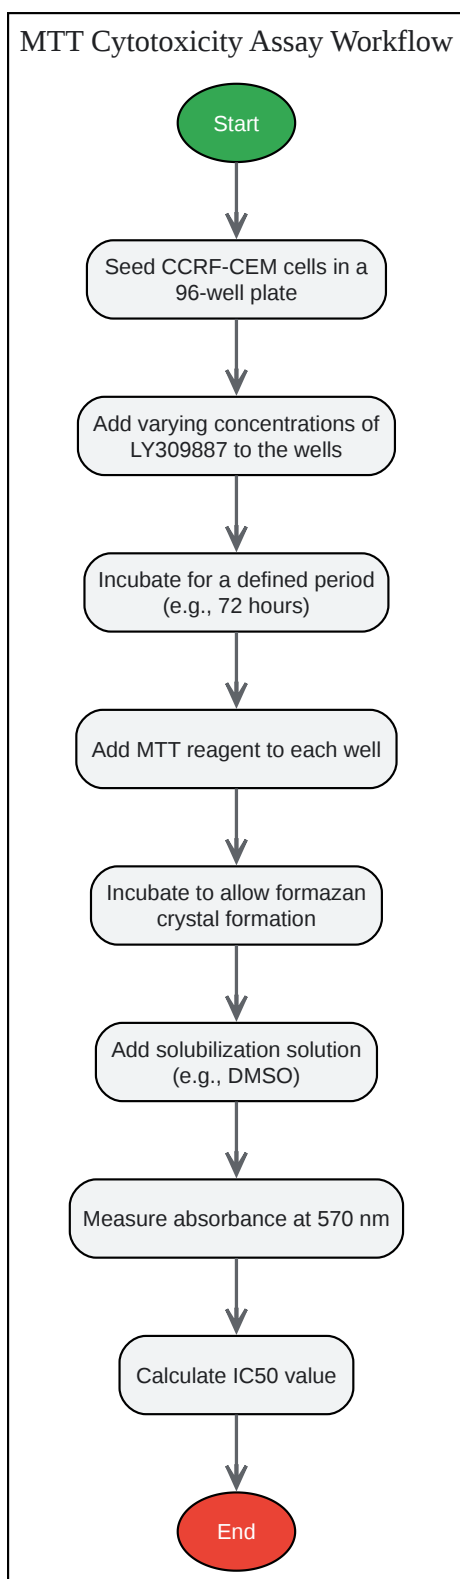 MTT Cytotoxicity Assay Workflow
Start
Seed CCRF-CEM cells in a
96-well plate
Add varying concentrations of
LY309887 to the wells
Incubate for a defined period
(e.g., 72 hours)
Add MTT reagent to each well
Incubate to allow formazan
crystal formation
Add solubilization solution
(e.g., DMSO)
Measure absorbance at 570 nm
Calculate IC50 value
End